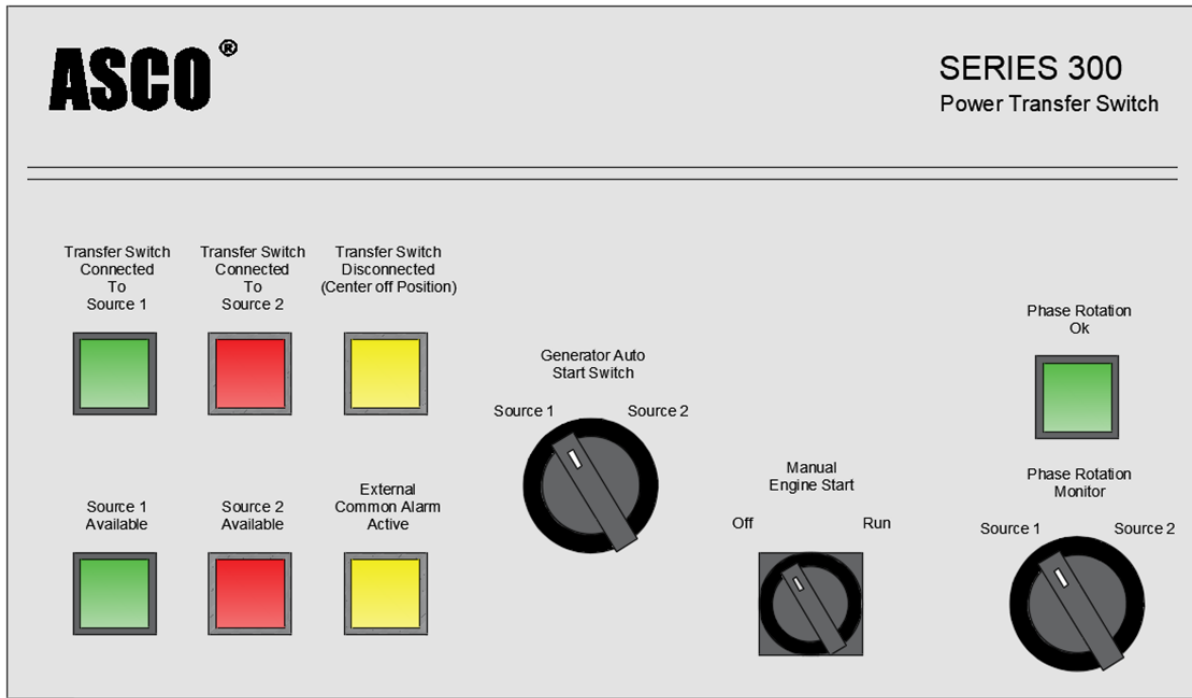 ASCO®
SERIES 300
Power Transfer Switch
Transfer Switch
Connected
To
Source 1
Transfer Switch
Connected
To
Source 2
Transfer Switch
Disconnected
(Center off Position)
Generator Auto
Start Switch
Source 1
Source 2
Phase Rotation
Ok
Source 1
Available
Source 2
Available
External
Common Alarm
Active
Manual
Engine Start
Off
Run
Phase Rotation
Monitor
Source 1
Source 2